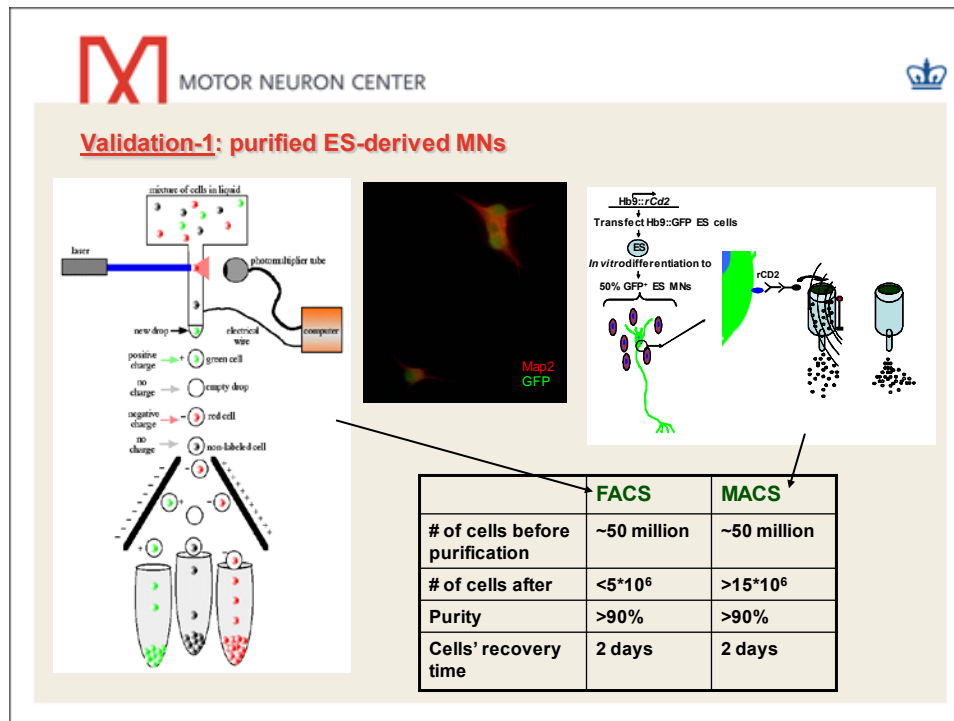 MOTOR NEURON CENTER
Validation-1: purified ES-derived MNs
mixture of cells in liquid
laser
photomultiplier tube
new drop
electrical
wire
computer
positive
charge
+
green cell
no
charge
empty drop
negative
charge
-
red cell
no
charge
non-labeled cell
Map2
GFP
Hb9::rCd2
Transfect Hb9::GFP ES cells
ES
In vitrodifferentiation to
50% GFP⁺ ES MNs
rCD2
FACS MACS
# of cells before
purification
~50 million ~50 million
# of cells after <5*10⁶ >15*10⁶
Purity >90% >90%
Cells' recovery
time
2 days 2 days